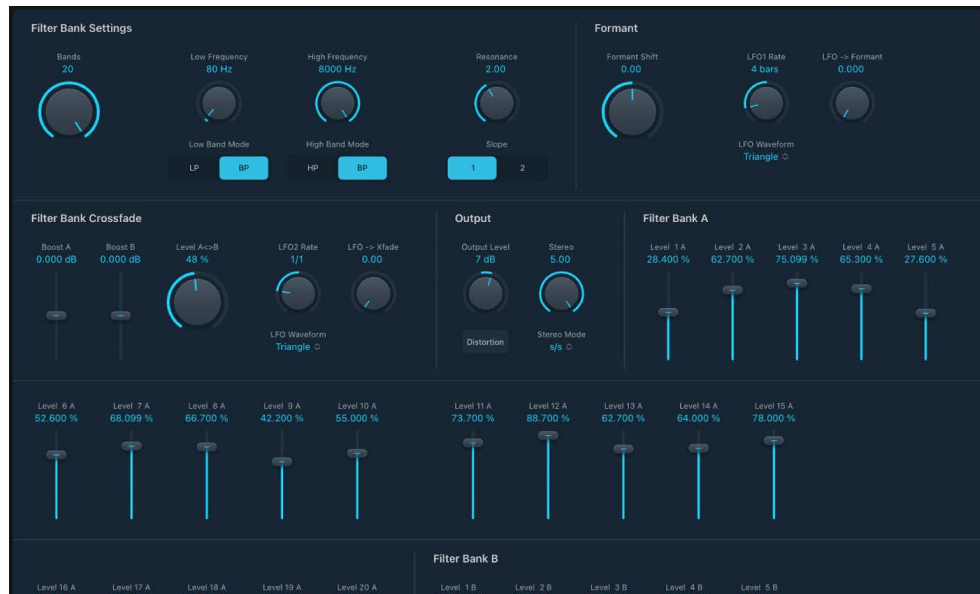 Filter Bank Settings
Formant
Bands
Low Frequency
High Frequency
Resonance
Formant Shift
LFO1 Rate
LFO -> Formant
20
80 Hz
8000 Hz
2.00
0.00
4 bars
0.000
Low Band Mode
High Band Mode
Slope
LFO Waveform
LP
BP
HP
BP
1
2
Triangle
Filter Bank Crossfade
Output
Filter Bank A
Boost A
Boost B
Level A<>B
LFO2 Rate
LFO -> Xfade
Output Level
Stereo
Level 1 A
Level 2 A
Level 3 A
Level 4 A
Level 5 A
0.000 dB
0.000 dB
48 %
1/1
0.00
7 dB
5.00
28.400 %
62.700 %
75.099 %
65.300 %
27.600 %
LFO Waveform
Triangle
Distortion
Stereo Mode
s/s
Level 6 A
Level 7 A
Level 8 A
Level 9 A
Level 10 A
Level 11 A
Level 12 A
Level 13 A
Level 14 A
Level 15 A
52.600 %
68.099 %
66.700 %
42.200 %
55.000 %
73.700 %
88.700 %
62.700 %
64.000 %
78.000 %
Filter Bank B
Level 16 A
Level 17 A
Level 18 A
Level 19 A
Level 20 A
Level 1 B
Level 2 B
Level 3 B
Level 4 B
Level 5 B